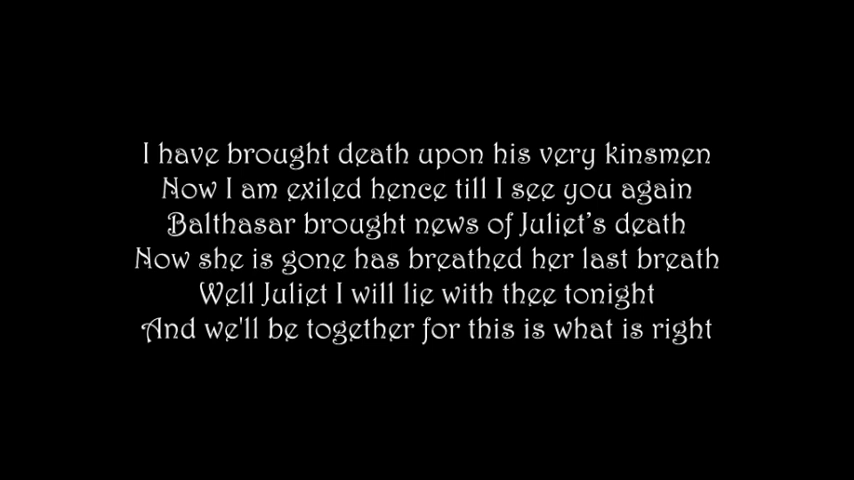 I have brought death upon his very kinsmen
Now I am exiled hence till I see you again
Balthasar brought news of Juliet’s death
Now she is gone has breathed her last breath
Well Juliet I will lie with thee tonight
And we'll be together for this is what is right